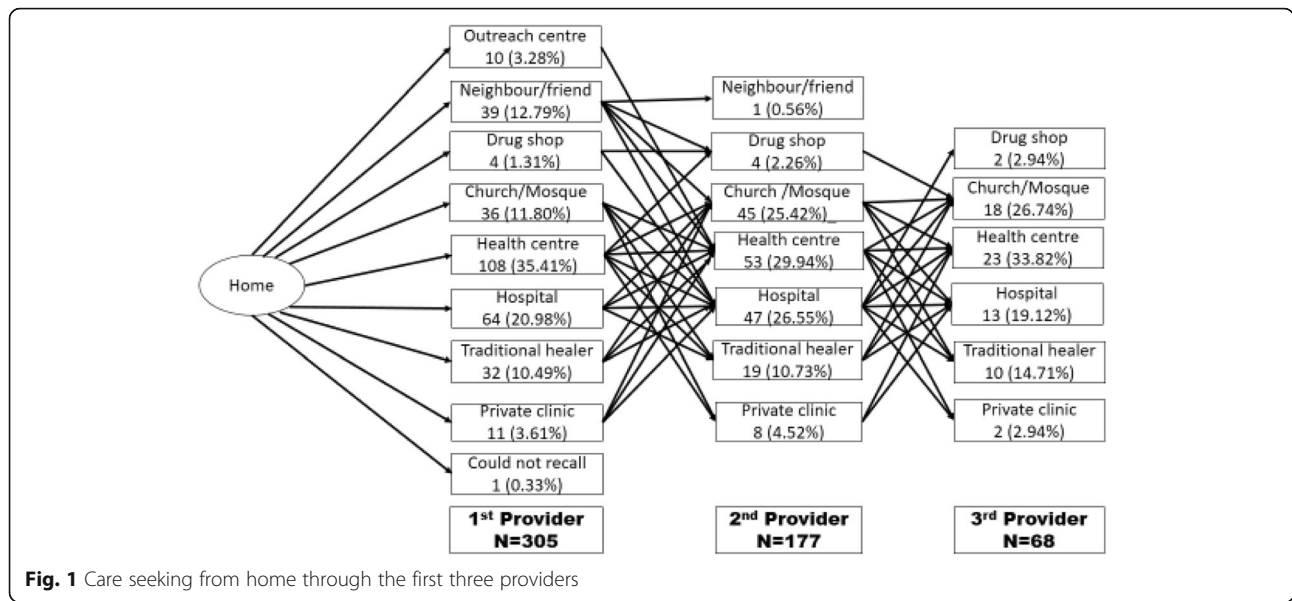 Home
Outreach centre
10 (3.28%)
Neighbour/friend
39 (12.79%)
Drug shop
4 (1.31%)
Church/Mosque
36 (11.80%)
Health centre
108 (35.41%)
Hospital
64 (20.98%)
Traditional healer
32 (10.49%)
Private clinic
11 (3.61%)
Could not recall
1 (0.33%)
1st Provider
N=305
Neighbour/friend
1 (0.56%)
Drug shop
4 (2.26%)
Church /Mosque
45 (25.42%)_
Health centre
53 (29.94%)
Hospital
47 (26.55%)
Traditional healer
19 (10.73%)
Private clinic
8 (4.52%)
2nd Provider
N=177
Drug shop
2 (2.94%)
Church/Mosque
18 (26.74%)
Health centre
23 (33.82%)
Hospital
13 (19.12%)
Traditional healer
10 (14.71%)
Private clinic
2 (2.94%)
3rd Provider
N=68
Fig. 1 Care seeking from home through the first three providers